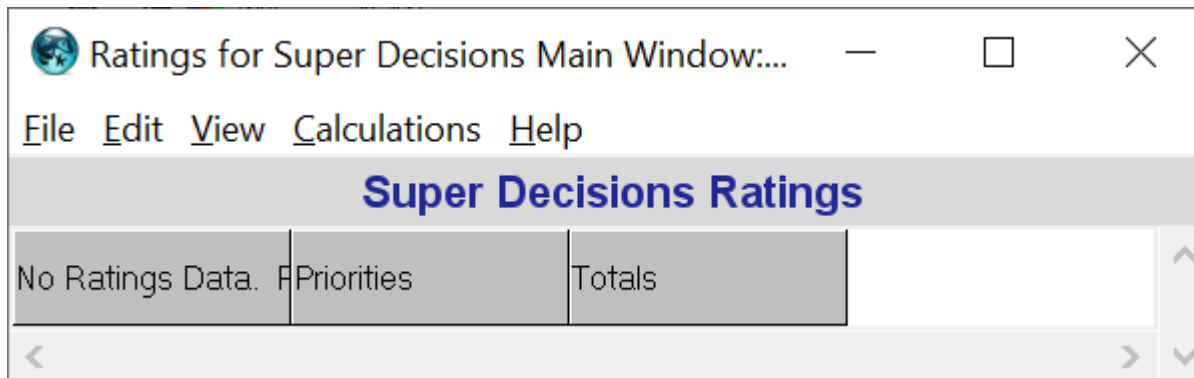 Ratings for Super Decisions Main Window:...
File Edit View Calculations Help
Super Decisions Ratings
No Ratings Data. Priorities Totals